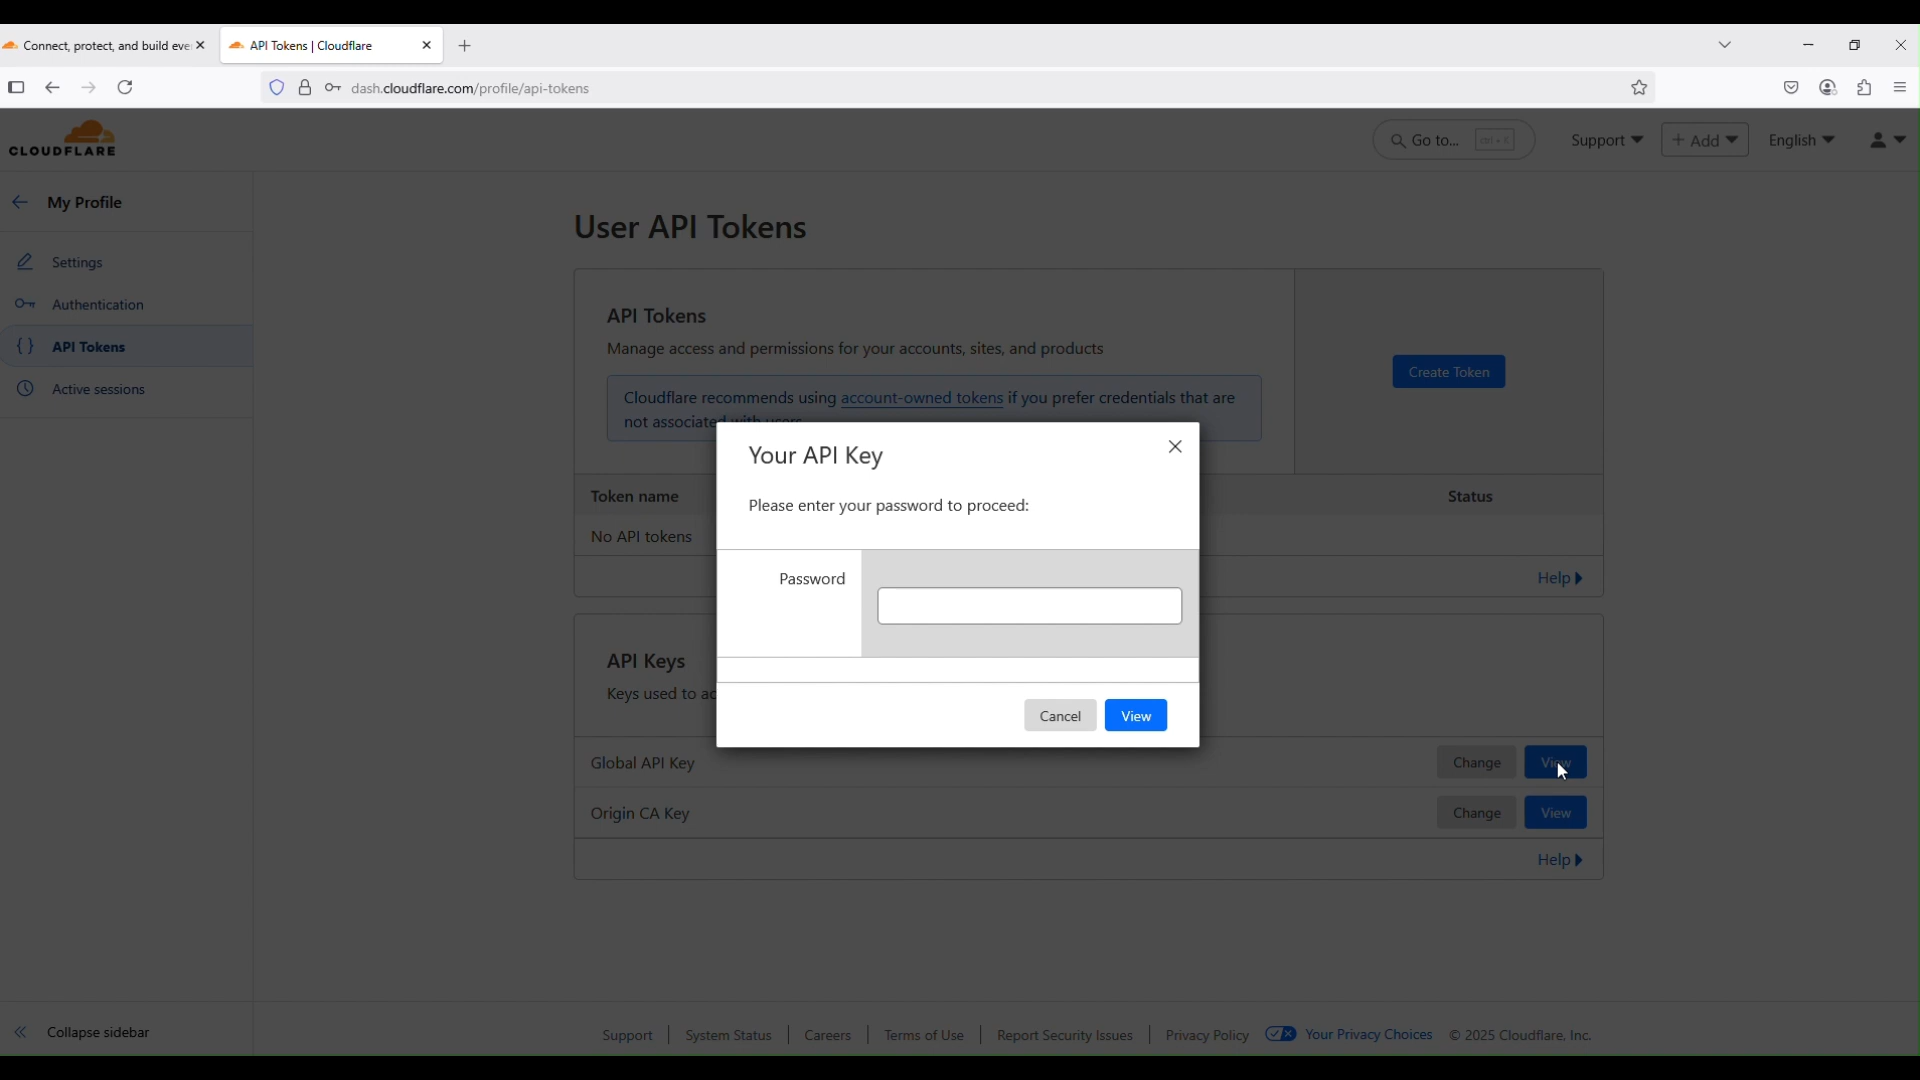 Connect, protect, and build eve
API Tokens | Cloudflare
dash.cloudflare.com/profile/api-tokens
CLOUDFLARE
Go to...
Support
+ Add
English
My Profile
Settings
Authentication
API Tokens
Active sessions
User API Tokens
API Tokens
Manage access and permissions for your accounts, sites, and products
Cloudflare recommends using account-owned tokens if you prefer credentials that are
not associated with users
Create Token
Token name
Status
No API tokens
Help
API Keys
Keys used to ac
Global API Key
Change
View
Origin CA Key
Change
View
Help
Your API Key
Please enter your password to proceed:
Password
Cancel
View
Collapse sidebar
Support
System Status
Careers
Terms of Use
Report Security Issues
Privacy Policy
Your Privacy Choices
© 2025 Cloudflare, Inc.